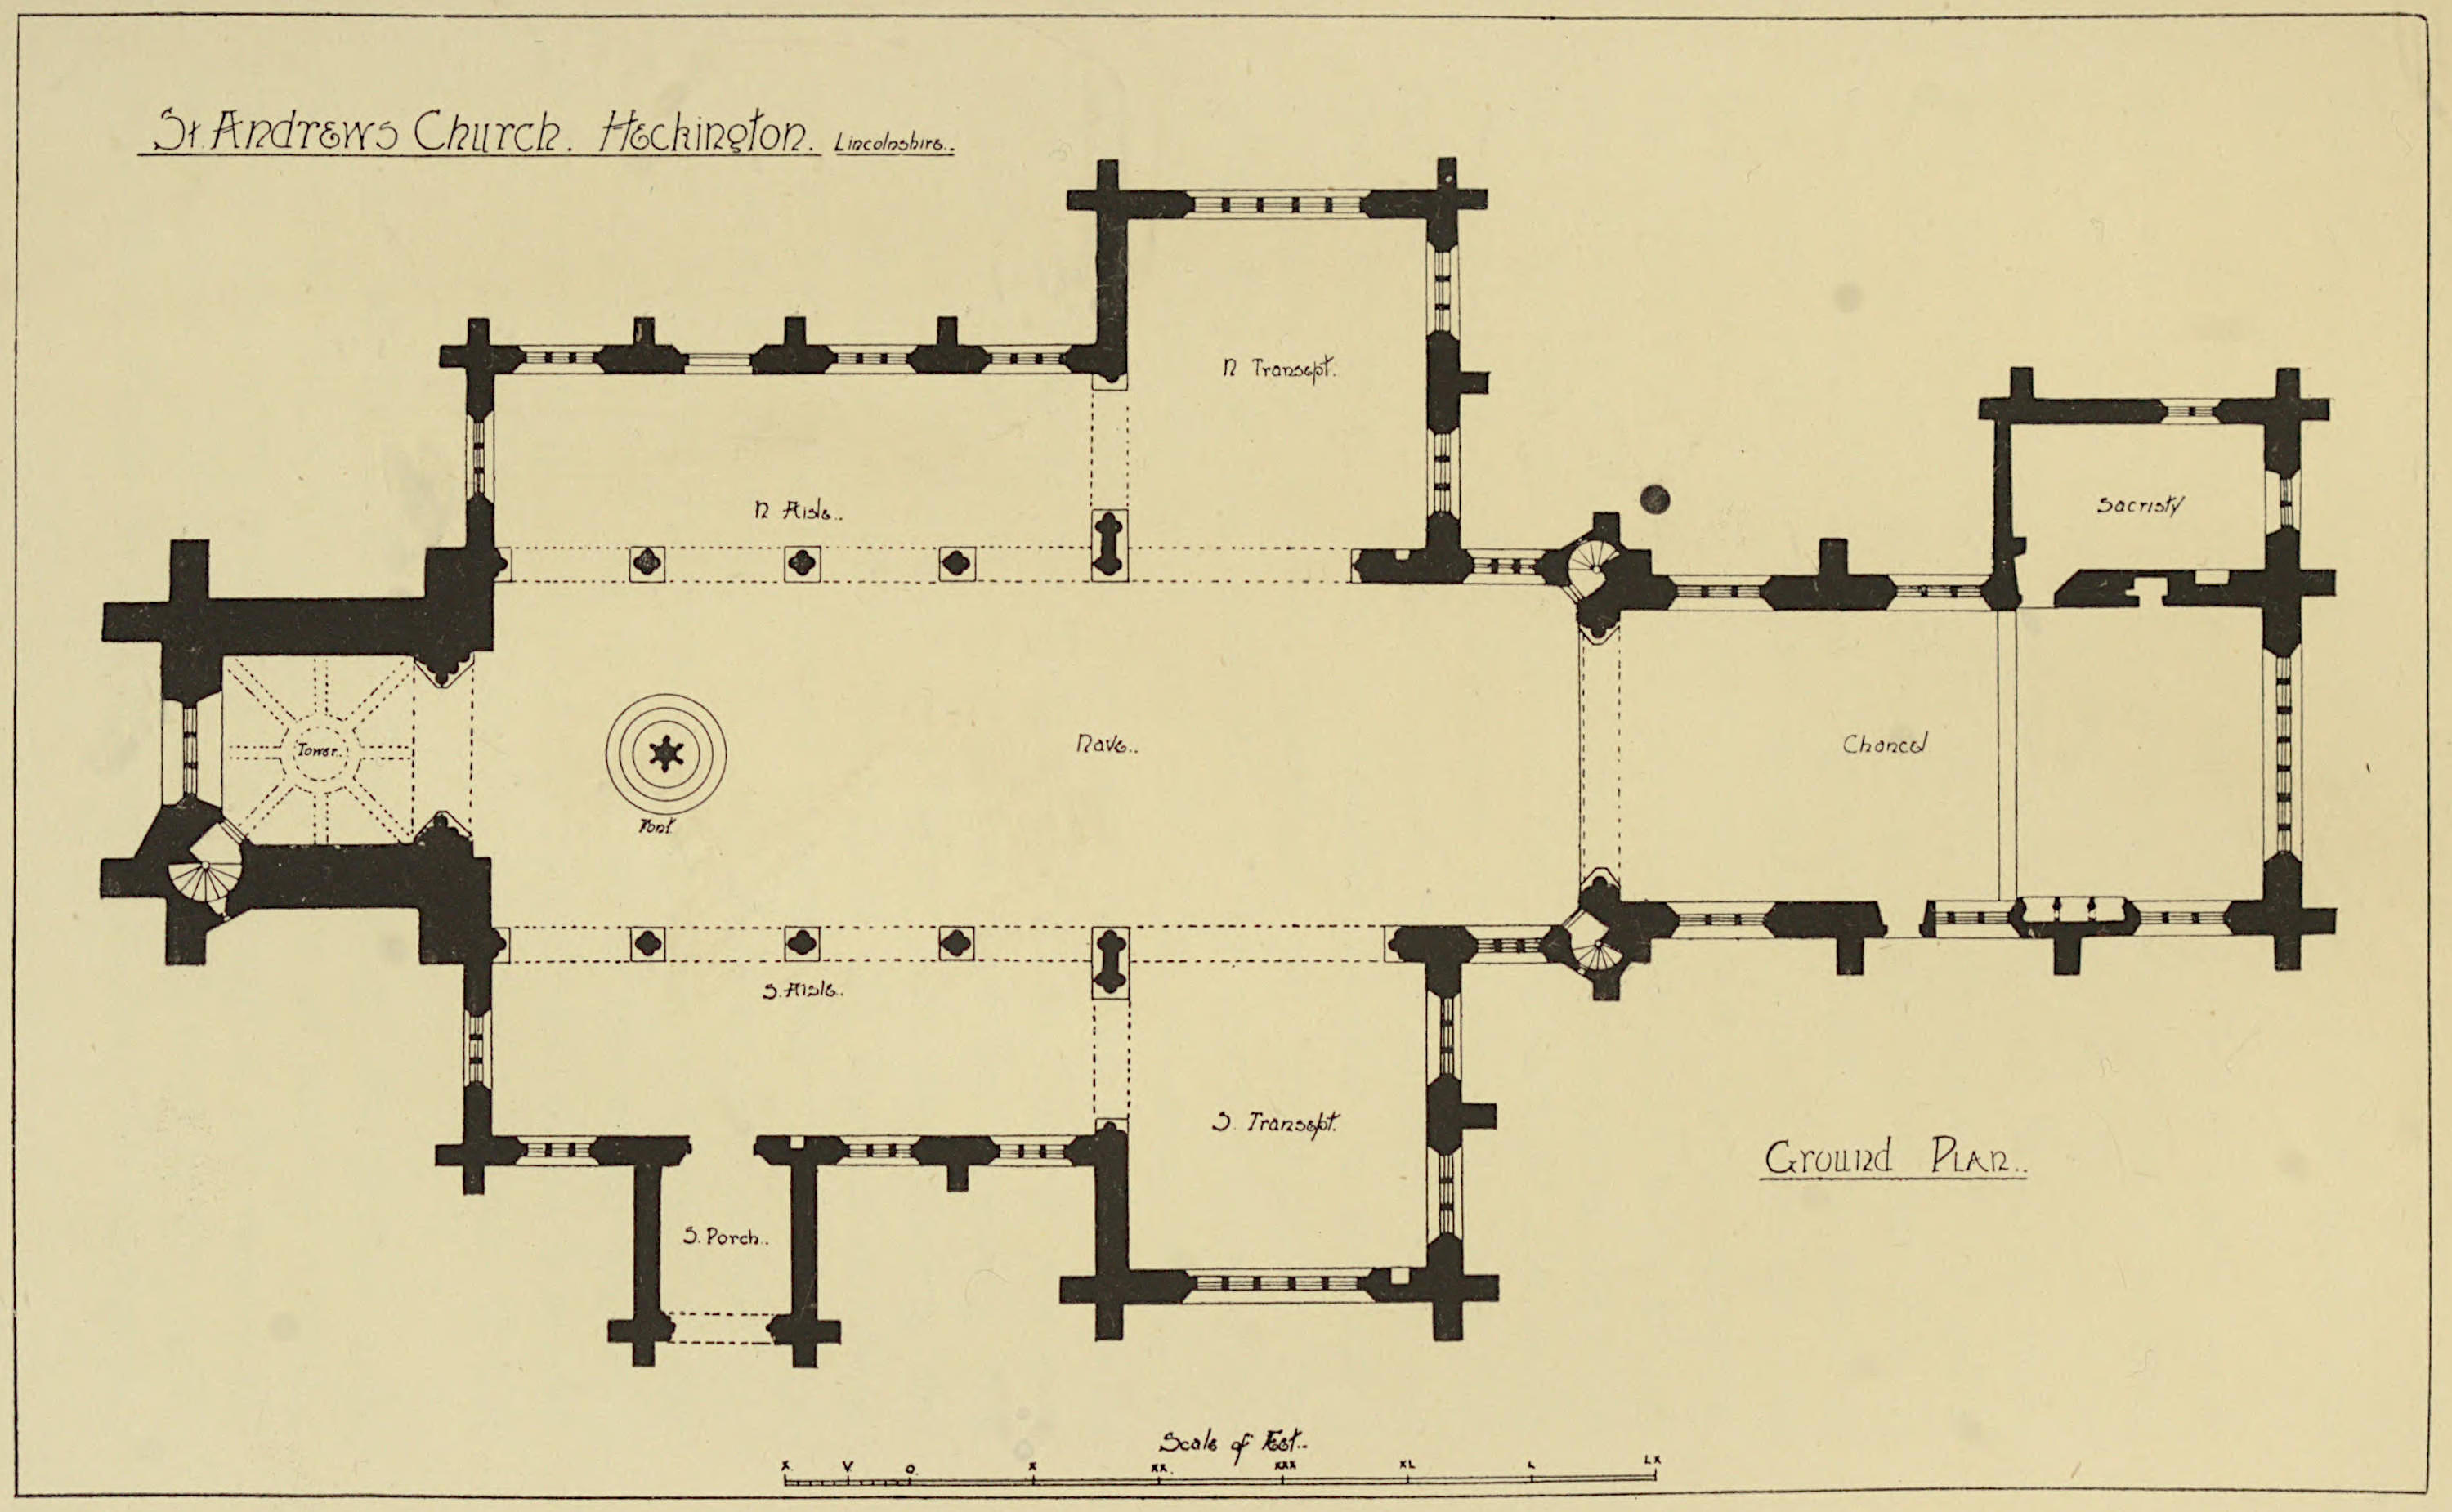 St. Andrews Church. Heckington. Lincolnshire..
N Transept.
Sacristy
N Aisle..
Tower.
Nave..
Chancel
Font
S. Aisle.
S. Transept.
Ground Plan..
S. Porch..
Scale of Feet..
X. V O. X XX. XXX XL L LX